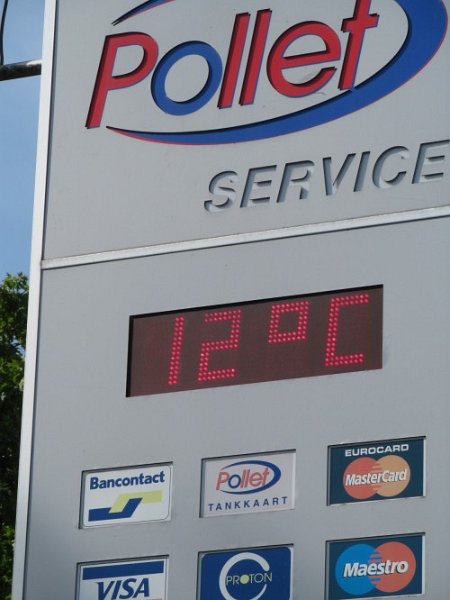 Pollet
SERVICE
12°C
Bancontact
Pollet
TANKKAART
EUROCARD
MasterCard
VISA
PROTON
Maestro